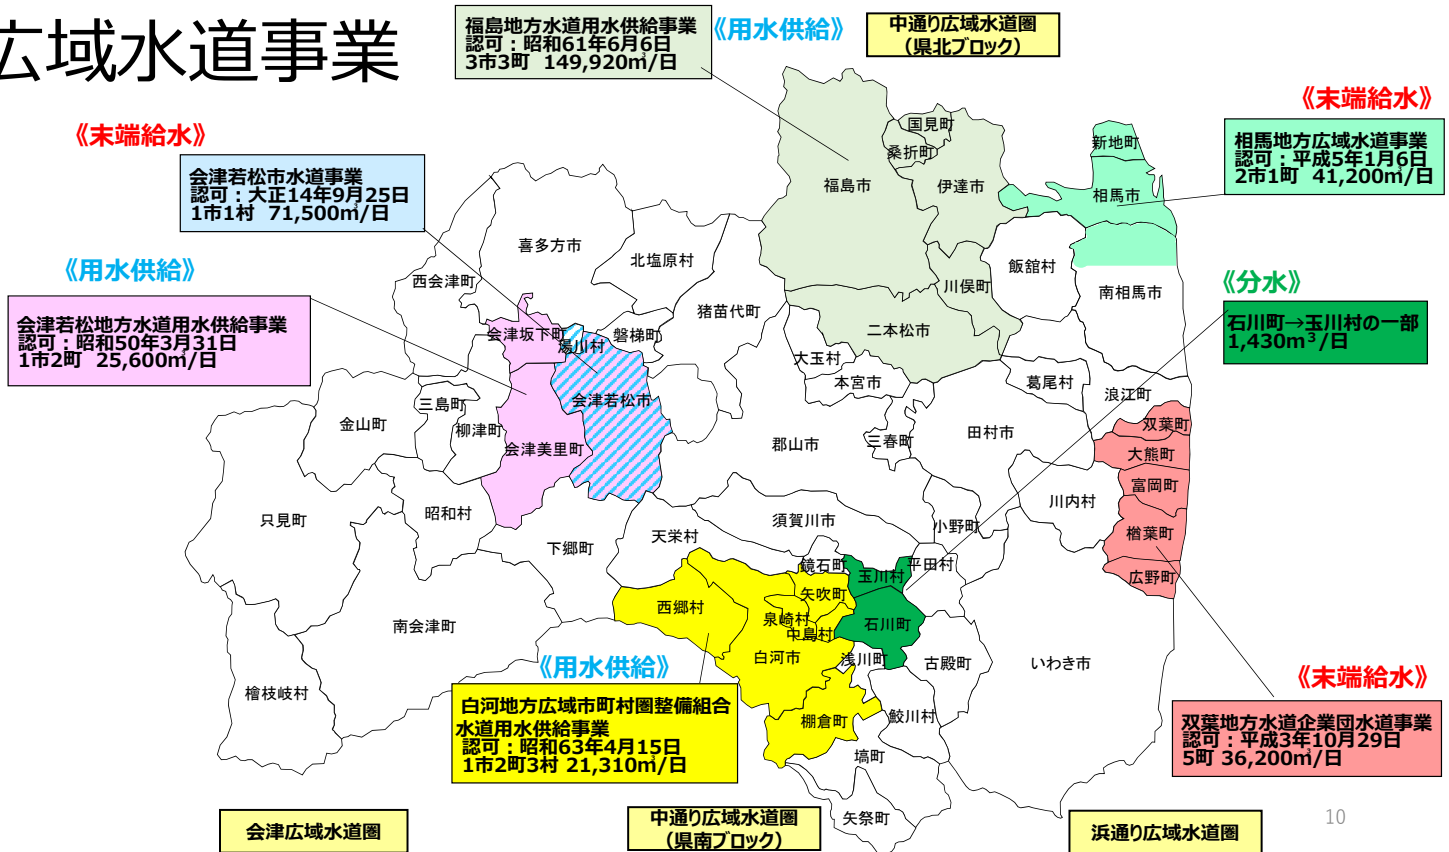 広域水道事業
福島地方水道用水供給事業
認可：昭和61年6月6日
3市3町 149,920㎥/日
《用水供給》
中通り広域水道圏
（県北ブロック）
《末端給水》
会津若松市水道事業
認可：大正14年9月25日
1市1村 71,500㎥/日
《末端給水》
相馬地方広域水道事業
認可：平成5年1月6日
2市1町 41,200㎥/日
《用水供給》
会津若松地方水道用水供給事業
認可：昭和50年3月31日
1市2町 25,600㎥/日
《分水》
石川町→玉川村の一部
1,430m³/日
国見町
桑折町
新地町
福島市
伊達市
相馬市
喜多方市
北塩原村
飯舘村
西会津町
川俣町
南相馬市
猪苗代町
二本松市
会津坂下町
湯川村
磐梯町
大玉村
本宮市
葛尾村
浪江町
三島町
会津若松市
金山町
柳津町
双葉町
郡山市
三春町
田村市
会津美里町
大熊町
富岡町
川内村
只見町
昭和村
須賀川市
小野町
楢葉町
天栄村
下郷町
鏡石町
平田村
玉川村
広野町
矢吹町
西郷村
泉崎村
中島村
石川町
南会津町
白河市
浅川町
古殿町
いわき市
檜枝岐村
棚倉町
鮫川村
塙町
矢祭町
《用水供給》
白河地方広域市町村圏整備組合
水道用水供給事業
認可：昭和63年4月15日
1市2町3村 21,310㎥/日
《末端給水》
双葉地方水道企業団水道事業
認可：平成3年10月29日
5町 36,200㎥/日
会津広域水道圏
中通り広域水道圏
（県南ブロック）
浜通り広域水道圏
10